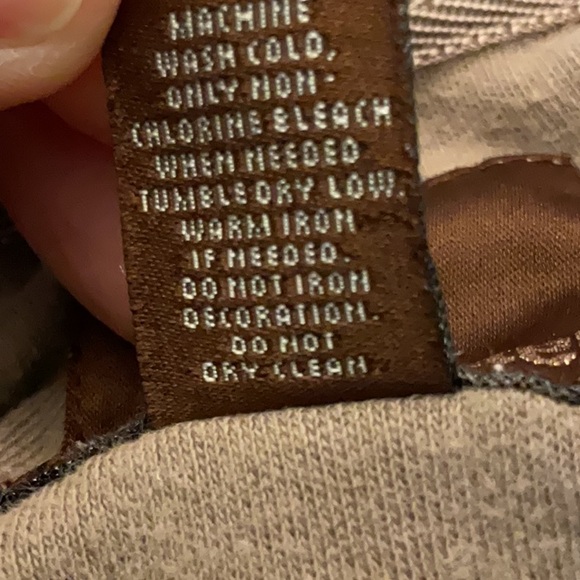 MACHINE
WASH COLD,
ONLY NON-
CHLORINE BLEACH
WHEN NEEDED
TUMBLE DRY LOW.
WARM IRON
IF NEEDED.
DO NOT IRON
DECORATION.
DO NOT
DRY CLEAN